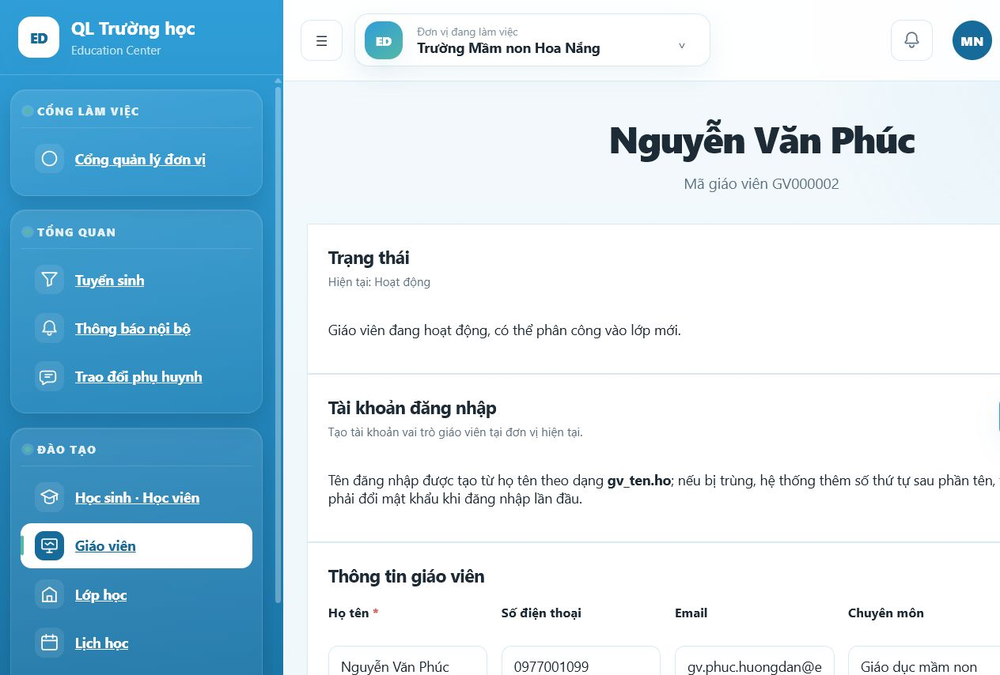 ED
QL Trường học
Education Center
CỔNG LÀM VIỆC
Cổng quản lý đơn vị
TỔNG QUAN
Tuyển sinh
Thông báo nội bộ
Trao đổi phụ huynh
ĐÀO TẠO
Học sinh · Học viên
Giáo viên
Lớp học
Lịch học
ED
Đơn vị đang làm việc
Trường Mầm non Hoa Nắng
MN
Nguyễn Văn Phúc
Mã giáo viên GV000002
Trạng thái
Hiện tại: Hoạt động
Giáo viên đang hoạt động, có thể phân công vào lớp mới.
Tài khoản đăng nhập
Tạo tài khoản vai trò giáo viên tại đơn vị hiện tại.
Tên đăng nhập được tạo từ họ tên theo dạng gv_ten.ho; nếu bị trùng, hệ thống thêm số thứ tự sau phần tên,
phải đổi mật khẩu khi đăng nhập lần đầu.
Thông tin giáo viên
Họ tên * Số điện thoại Email Chuyên môn
Nguyễn Văn Phúc 0977001099 gv.phuc.huongdan@e Giáo dục mầm non